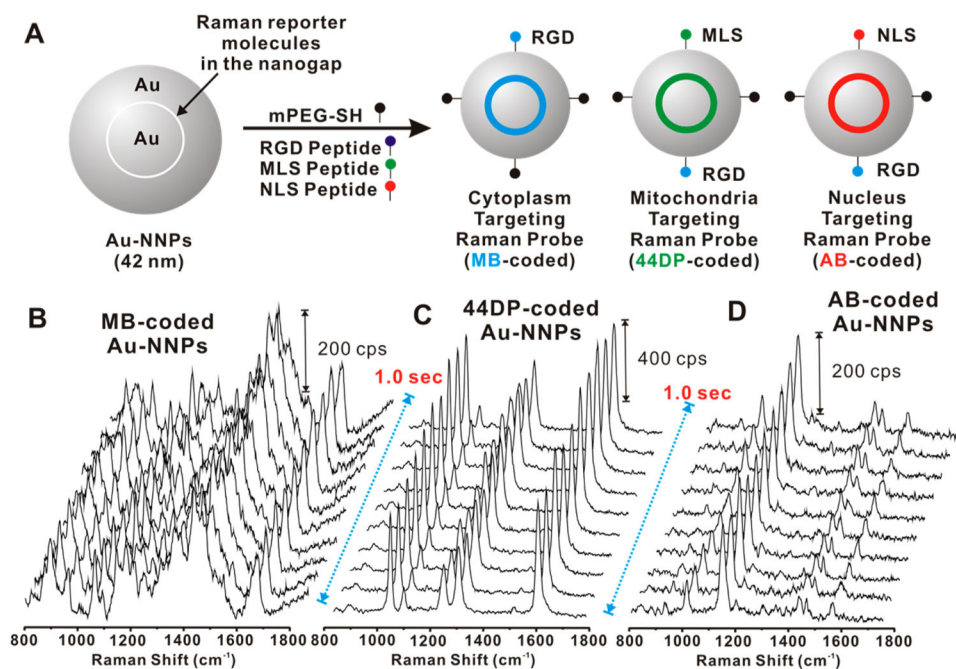 A
Raman reporter
molecules
in the nanogap
Au
Au
Au-NNPs
(42 nm)
mPEG-SH
RGD Peptide
MLS Peptide
NLS Peptide
RGD
Cytoplasm
Targeting
Raman Probe
(MB-coded)
MLS
RGD
Mitochondria
Targeting
Raman Probe
(44DP-coded)
NLS
RGD
Nucleus
Targeting
Raman Probe
(AB-coded)
B
MB-coded
Au-NNPs
200 cps
1.0 sec
800 1000 1200 1400 1600 1800
Raman Shift (cm⁻¹)
C
44DP-coded
Au-NNPs
400 cps
1.0 sec
1000 1200 1400 1600 1800
Raman Shift (cm⁻¹)
D
AB-coded
Au-NNPs
200 cps
1000 1200 1400 1600 1800
Raman Shift (cm⁻¹)